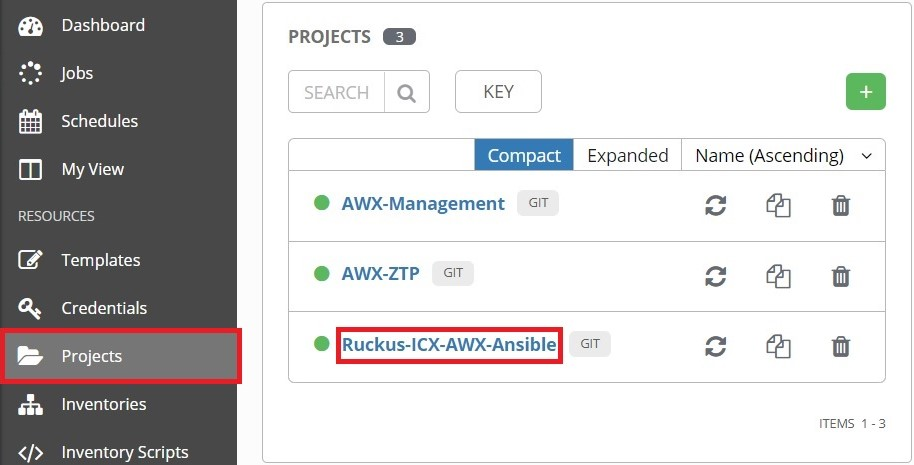 Dashboard
Jobs
Schedules
My View
RESOURCES
Templates
Credentials
Projects
Inventories
Inventory Scripts
PROJECTS 3
SEARCH KEY +
Compact Expanded Name (Ascending)
AWX-Management GIT
AWX-ZTP GIT
Ruckus-ICX-AWX-Ansible GIT
ITEMS 1 - 3